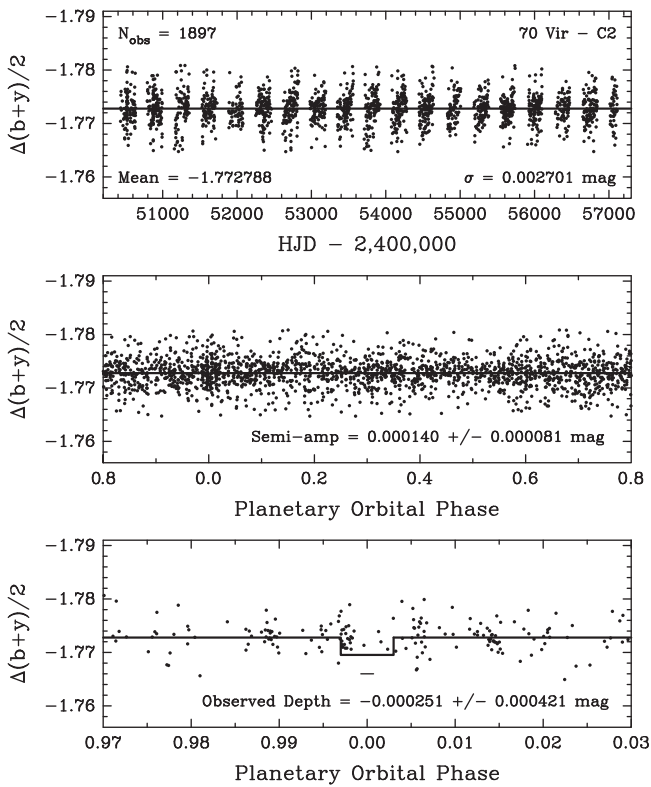 −1.79
N_obs = 1897
70 Vir − C2
−1.78
−1.77
−1.76
Δ(b+y)/2
Mean = −1.772788
σ = 0.002701 mag
51000 52000 53000 54000 55000 56000 57000
HJD − 2,400,000
−1.79
−1.78
−1.77
−1.76
Δ(b+y)/2
Semi−amp = 0.000140 +/− 0.000081 mag
0.8 0.0 0.2 0.4 0.6 0.8
Planetary Orbital Phase
−1.79
−1.78
−1.77
−1.76
Δ(b+y)/2
Observed Depth = −0.000251 +/− 0.000421 mag
0.97 0.98 0.99 0.00 0.01 0.02 0.03
Planetary Orbital Phase